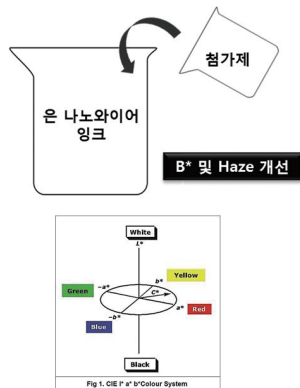 첨가제
은 나노와이어
잉크
B* 및 Haze 개선
White
L*
Yellow
-a*
b*
Green
C*
a*
Red
-b*
Blue
Black
Fig 1. CIE l* a* b*Colour System